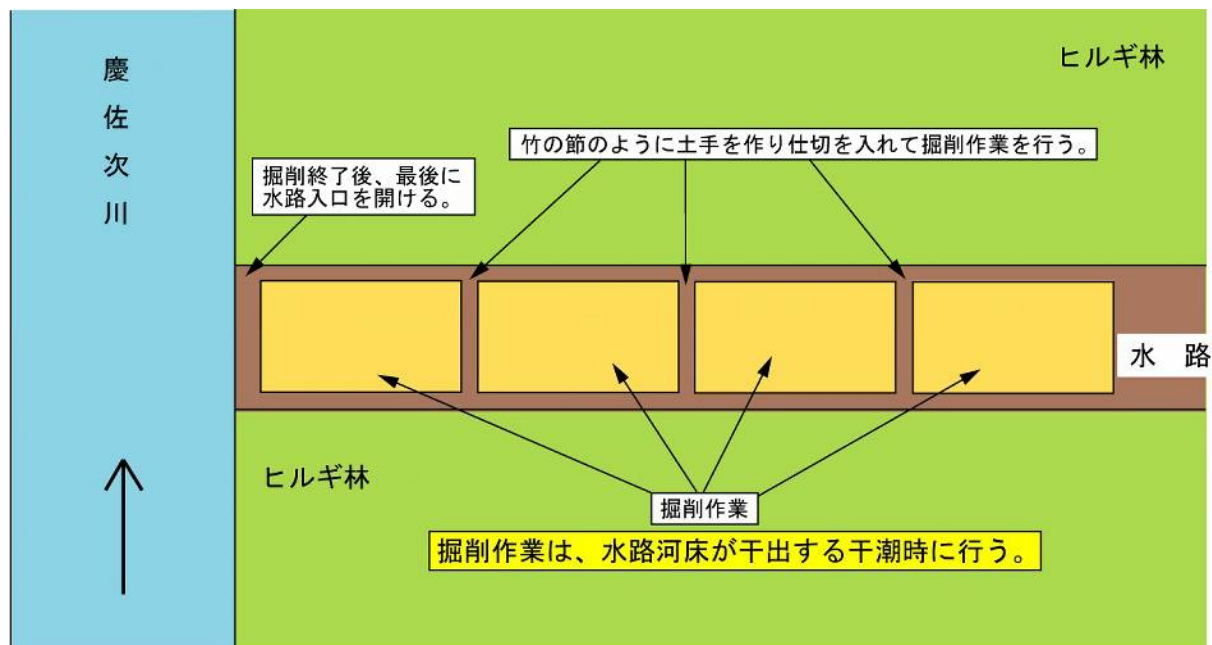 慶佐次川
ヒルギ林
竹の節のように土手を作り仕切を入れて掘削作業を行う。
掘削終了後、最後に
水路入口を開ける。
水 路
ヒルギ林
掘削作業
掘削作業は、水路河床が干出する干潮時に行う。